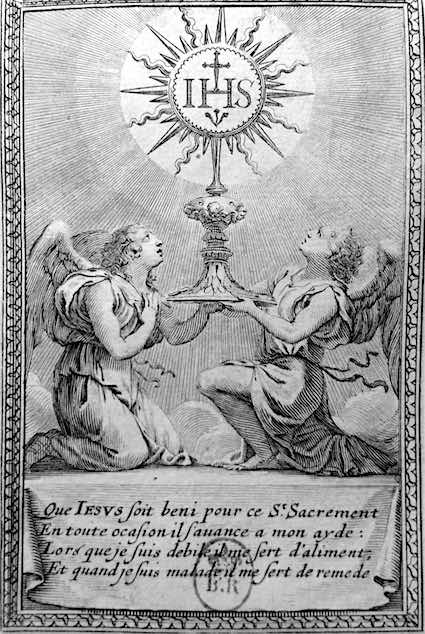 IHS
Que IESVS soit beni pour ce St. Sacrement
En toute ocasion il s'auance a mon ayde :
Lors que je suis debile il me sert d'aliment;
Et quand je suis malade il me sert de remede
B.R